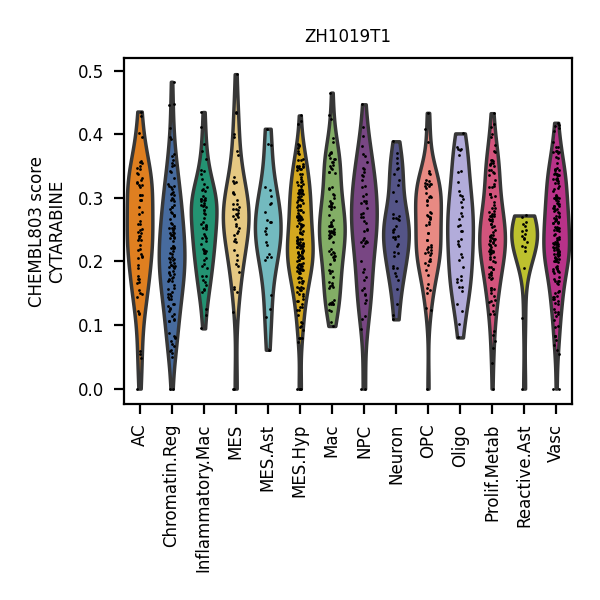 ZH1019T1
CHEMBL803 score
CYTARABINE
0.5
0.4
0.3
0.2
0.1
0.0
AC
Chromatin.Reg
Inflammatory.Mac
MES
MES.Ast
MES.Hyp
Mac
NPC
Neuron
OPC
Oligo
Prolif.Metab
Reactive.Ast
Vasc